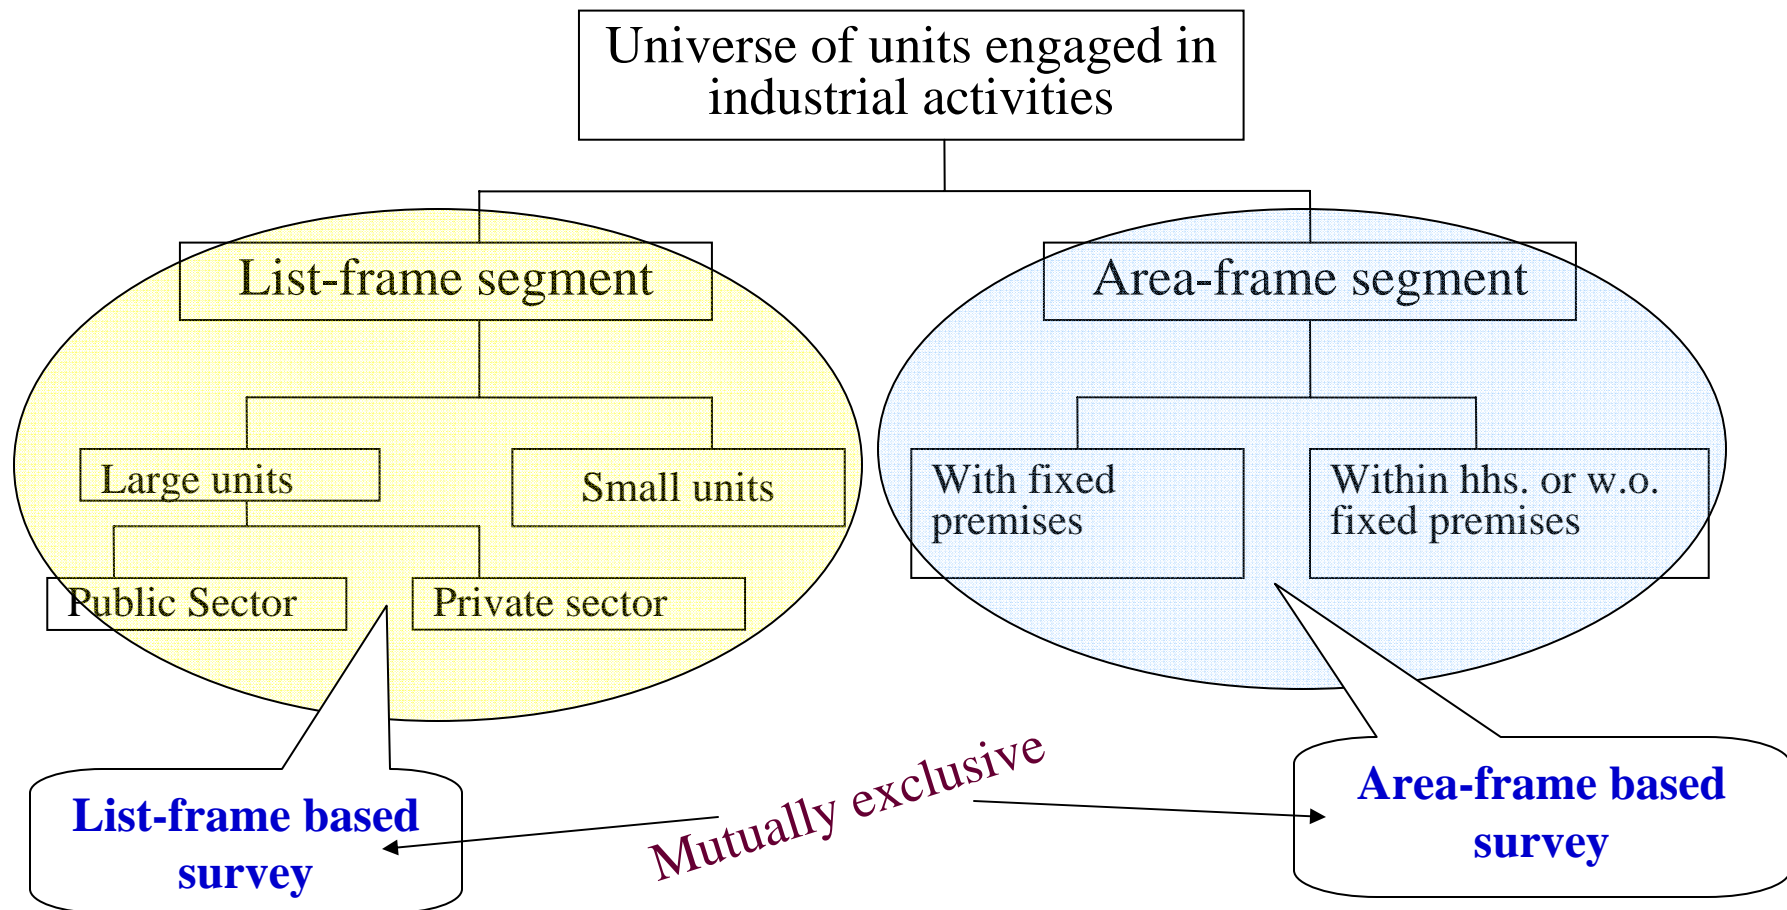 Universe of units engaged in
industrial activities
List-frame segment
Area-frame segment
Large units
Small units
With fixed
premises
Within hhs. or w.o.
fixed premises
Public Sector
Private sector
Mutually exclusive
List-frame based
survey
Area-frame based
survey